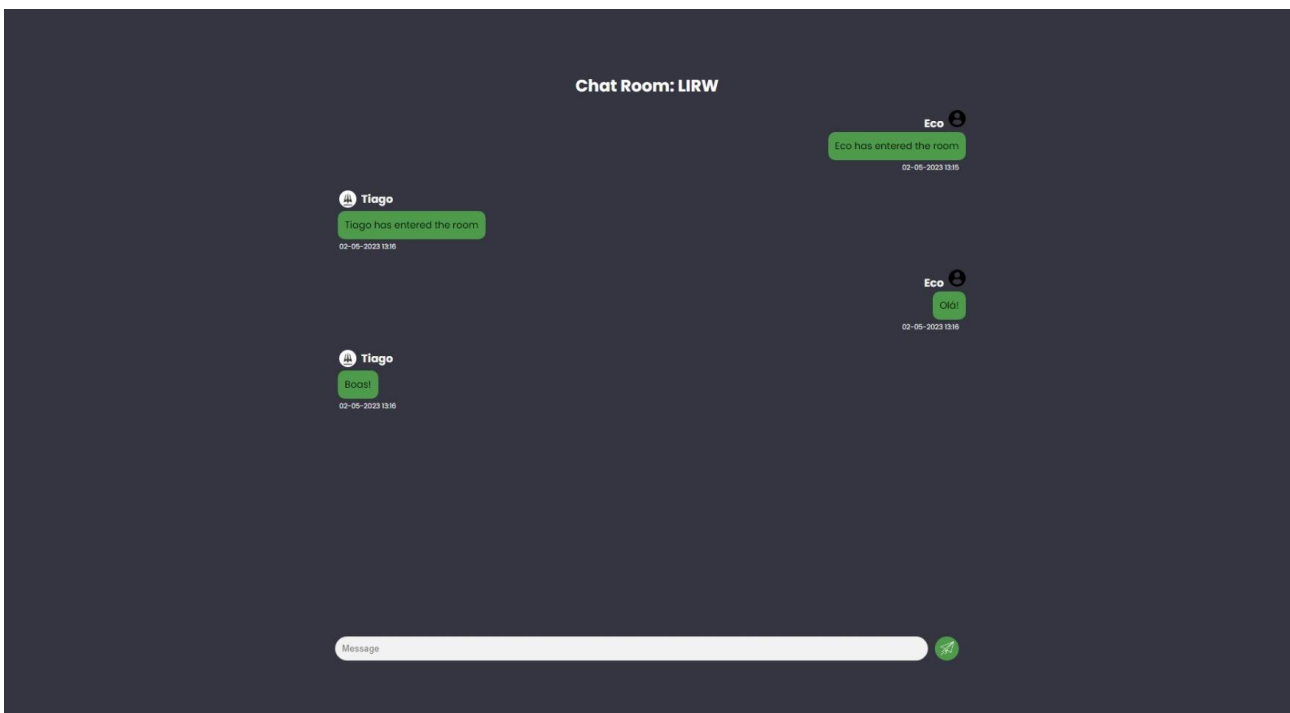 Chat Room: LIRW
Eco
Eco has entered the room
02-05-2023 13:15
Tiago
Tiago has entered the room
02-05-2023 13:16
Eco
Olá!
02-05-2023 13:16
Tiago
Boas!
02-05-2023 13:16
Message